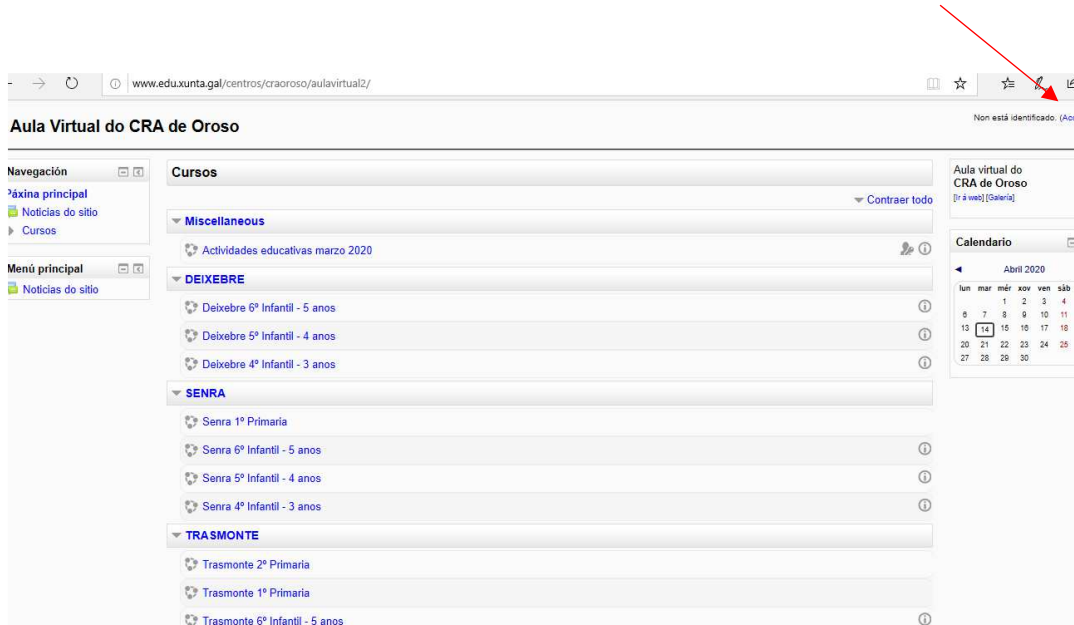 www.edu.xunta.gal/centros/craoroso/aulavirtual2/
Aula Virtual do CRA de Oroso
Non está identificado. (Acc
Navegación
Páxina principal
Noticias do sitio
Cursos
Menú principal
Noticias do sitio
Cursos
Contraer todo
Miscellaneous
Actividades educativas marzo 2020
DEIXEBRE
Deixebre 6º Infantil - 5 anos
Deixebre 5º Infantil - 4 anos
Deixebre 4º Infantil - 3 anos
SENRA
Senra 1º Primaria
Senra 6º Infantil - 5 anos
Senra 5º Infantil - 4 anos
Senra 4º Infantil - 3 anos
TRASMONTE
Trasmonte 2º Primaria
Trasmonte 1º Primaria
Trasmonte 6º Infantil - 5 anos
Aula virtual do
CRA de Oroso
[Ir á web] [Galería]
Calendario
Abril 2020
lun mar mér xov ven sáb
1 2 3 4
6 7 8 9 10 11
13 14 15 16 17 18
20 21 22 23 24 25
27 28 29 30